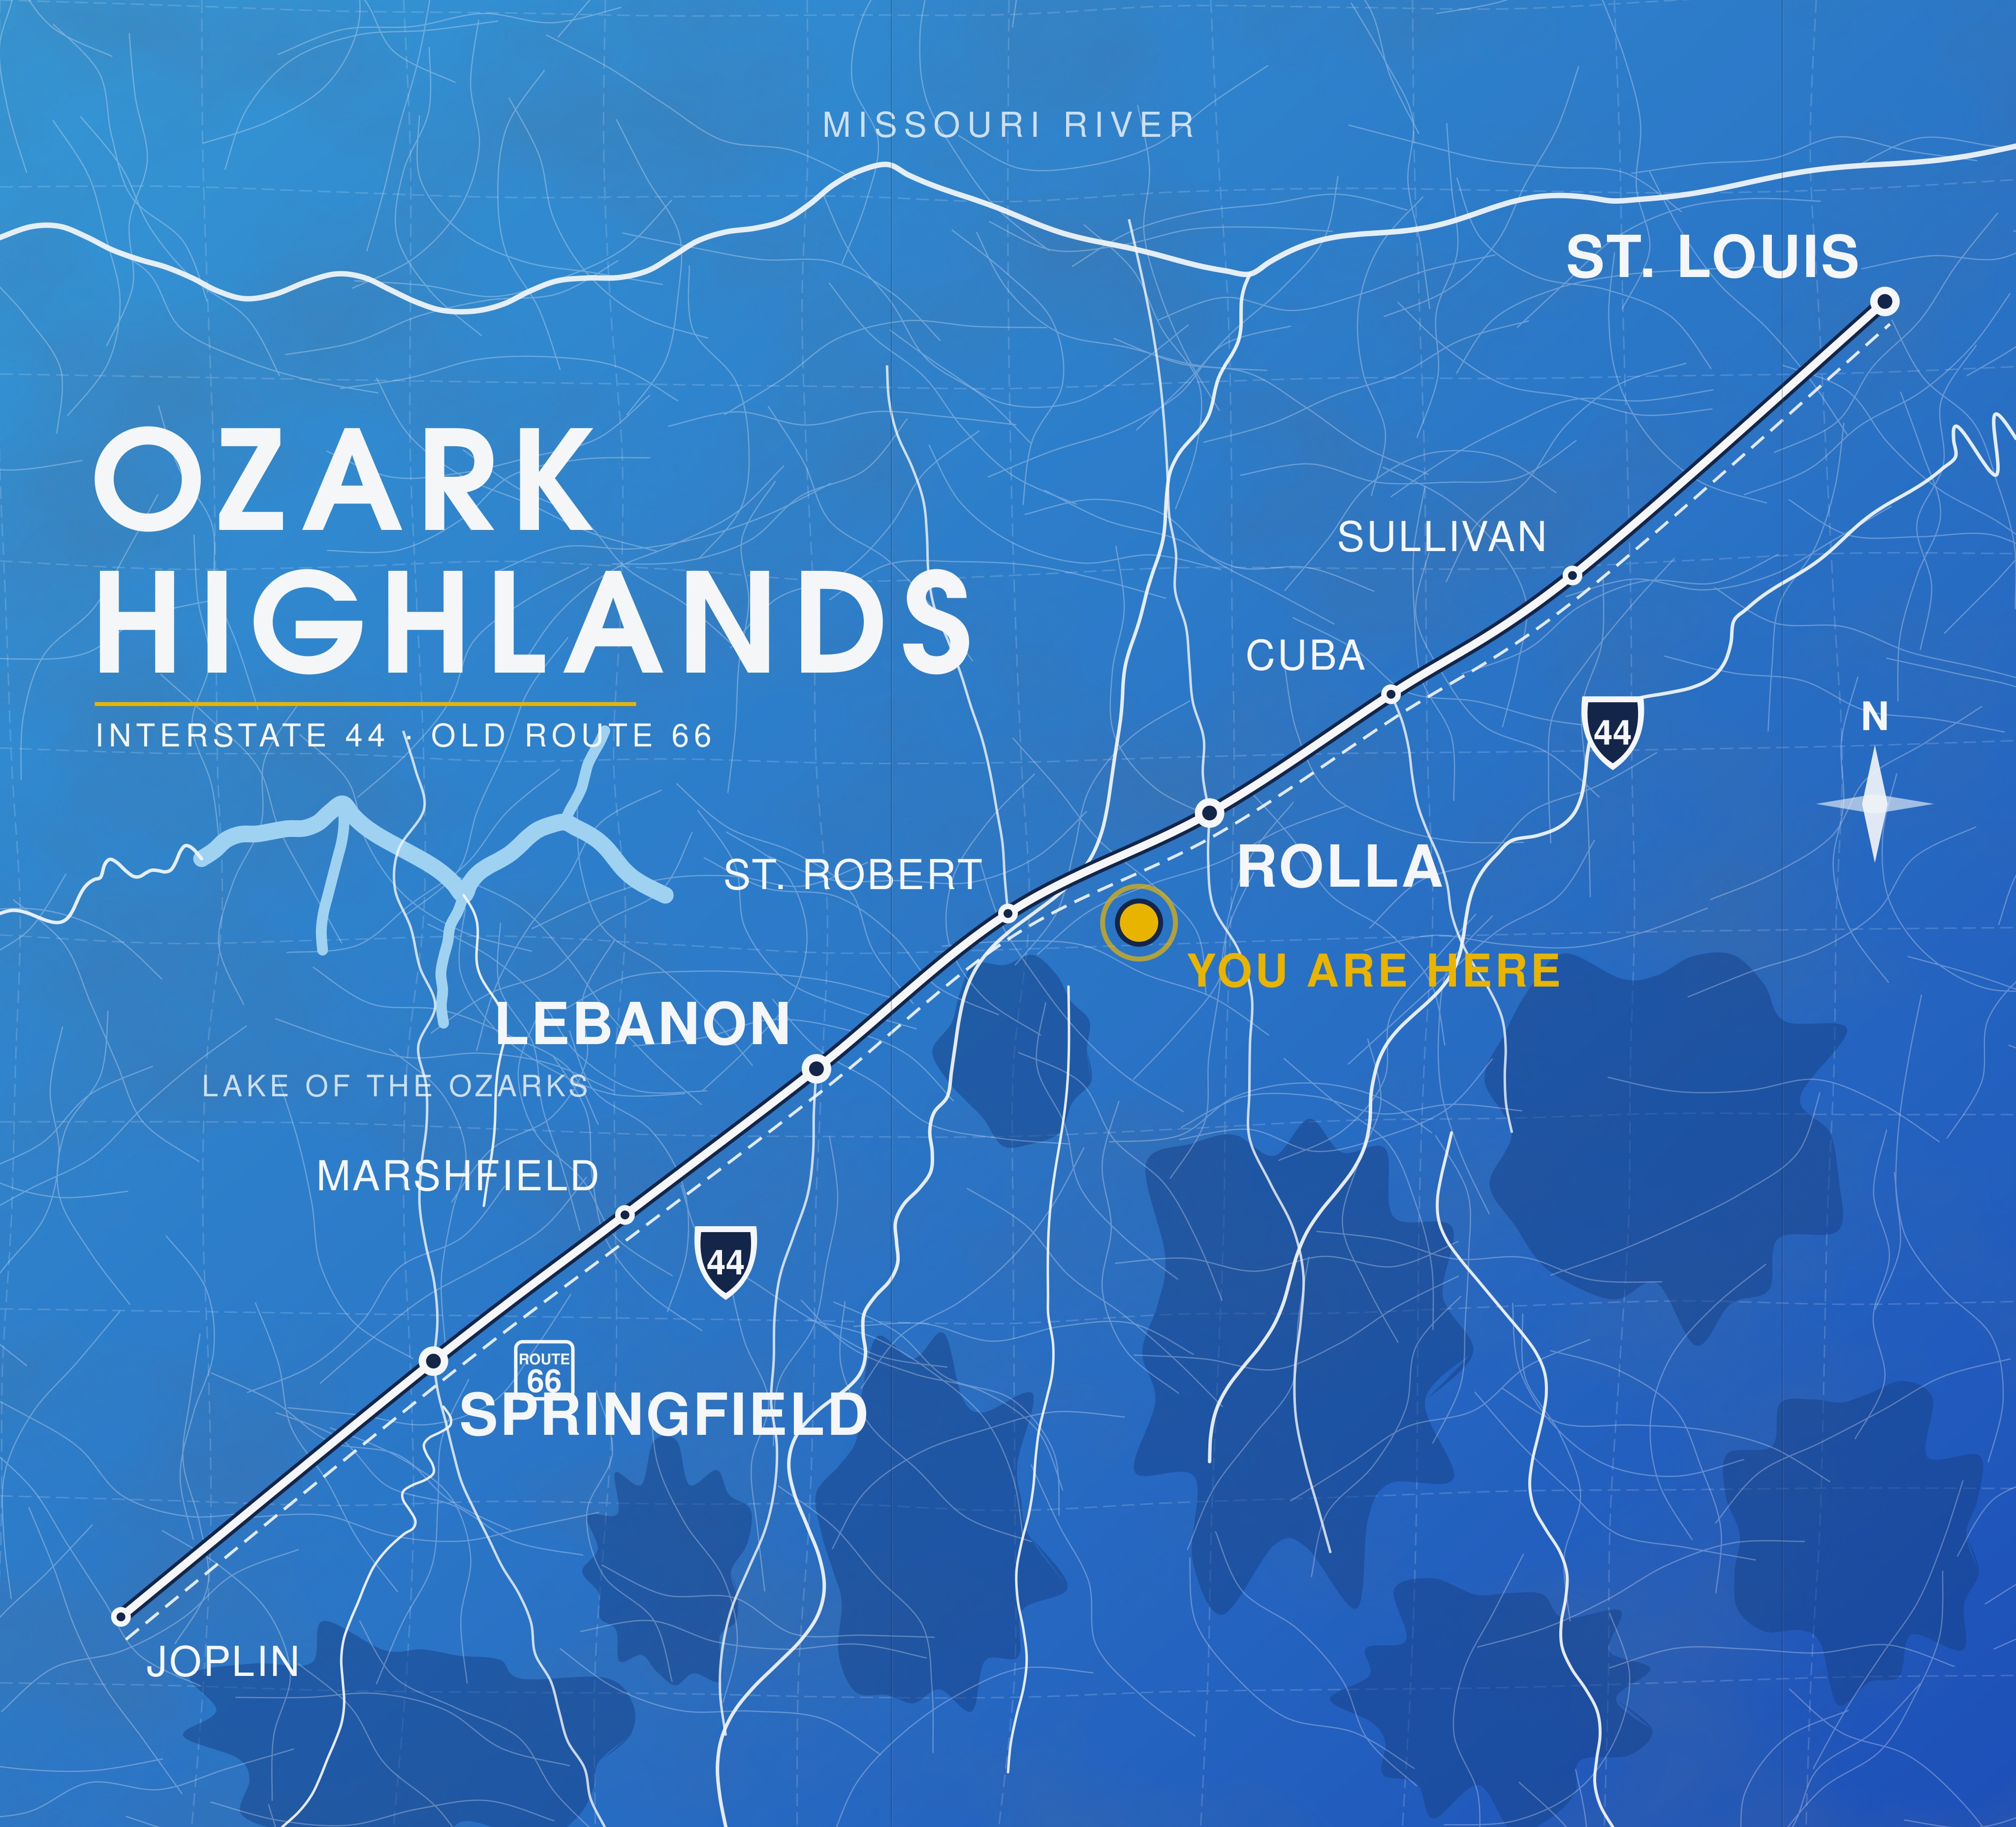 MISSOURI RIVER
ST. LOUIS
OZARK
HIGHLANDS
INTERSTATE 44 · OLD ROUTE 66
SULLIVAN
CUBA
44
N
ST. ROBERT
ROLLA
YOU ARE HERE
LEBANON
LAKE OF THE OZARKS
MARSHFIELD
44
ROUTE
66
SPRINGFIELD
JOPLIN